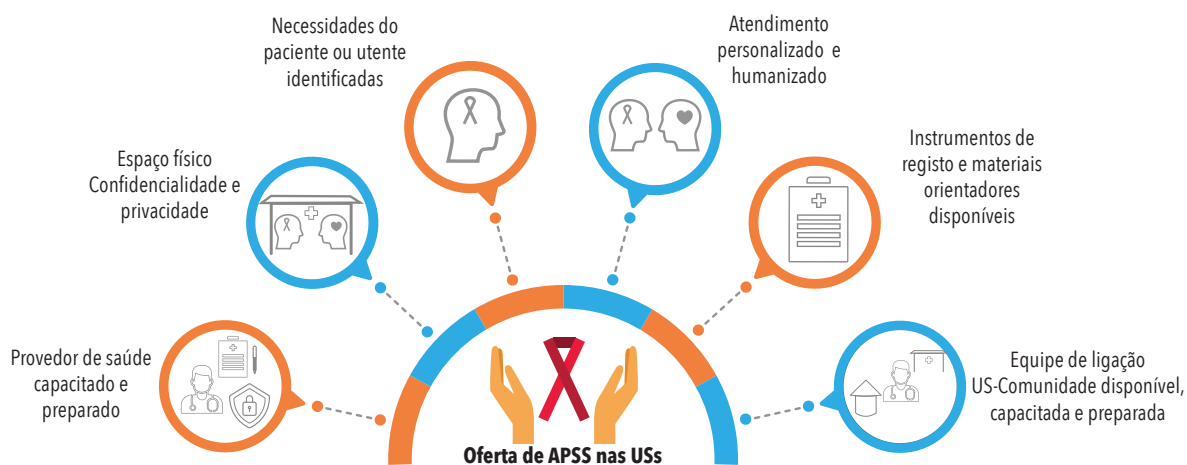 Provedor de saúde
capacitado e
preparado
Espaço físico
Confidencialidade e
privacidade
Necessidades do
paciente ou utente
identificadas
Atendimento
personalizado e
humanizado
Instrumentos de
registo e materiais
orientadores
disponíveis
Equipe de ligação
US-Comunidade disponível,
capacitada e preparada
Oferta de APSS nas USs